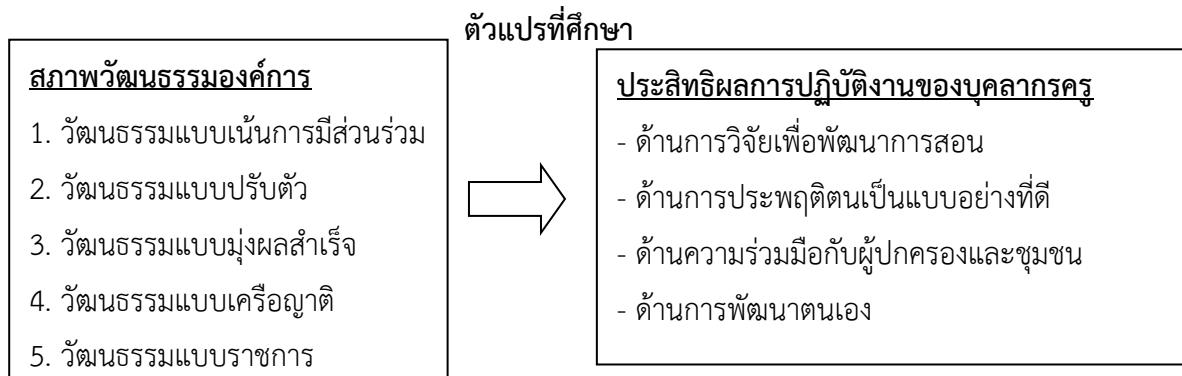 ตัวแปรที่ศึกษา
สภาพวัฒนธรรมองค์การ
1. วัฒนธรรมแบบเน้นการมีส่วนร่วม
2. วัฒนธรรมแบบปรับตัว
3. วัฒนธรรมแบบมุ่งผลสำเร็จ
4. วัฒนธรรมแบบเครือญาติ
5. วัฒนธรรมแบบราชการ
ประสิทธิผลการปฏิบัติงานของบุคลากรครู
- ด้านการวิจัยเพื่อพัฒนาการสอน
- ด้านการประพฤติตนเป็นแบบอย่างที่ดี
- ด้านความร่วมมือกับผู้ปกครองและชุมชน
- ด้านการพัฒนาตนเอง